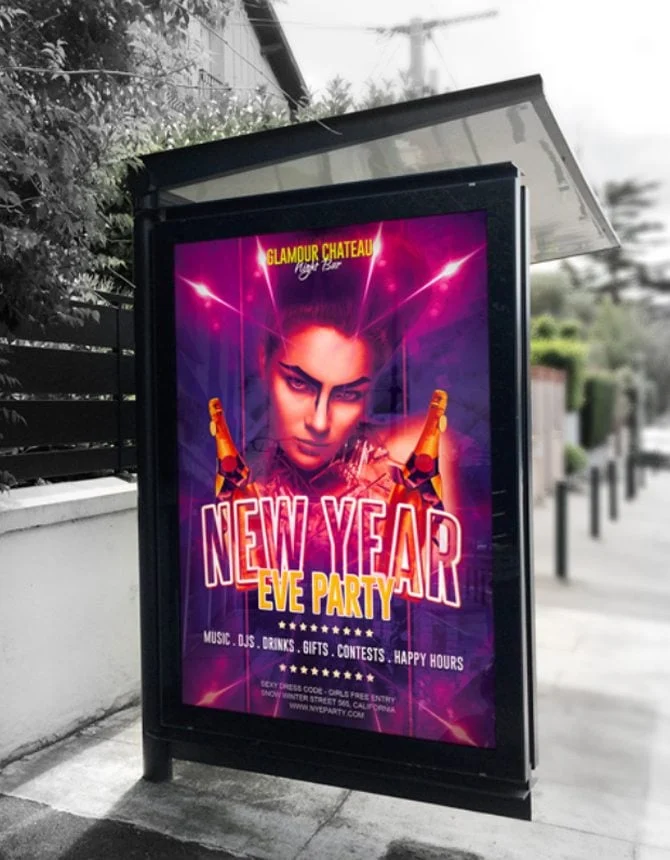 GLAMOUR CHATEAU
Night Bar
NEW YEAR
EVE PARTY
MUSIC . DJS . DRINKS . GIFTS . CONTESTS . HAPPY HOURS
SEXY DRESS CODE - GIRLS FREE ENTRY
SNOW WINTER STREET 565, CALIFORNIA
WWW.NYEPARTY.COM